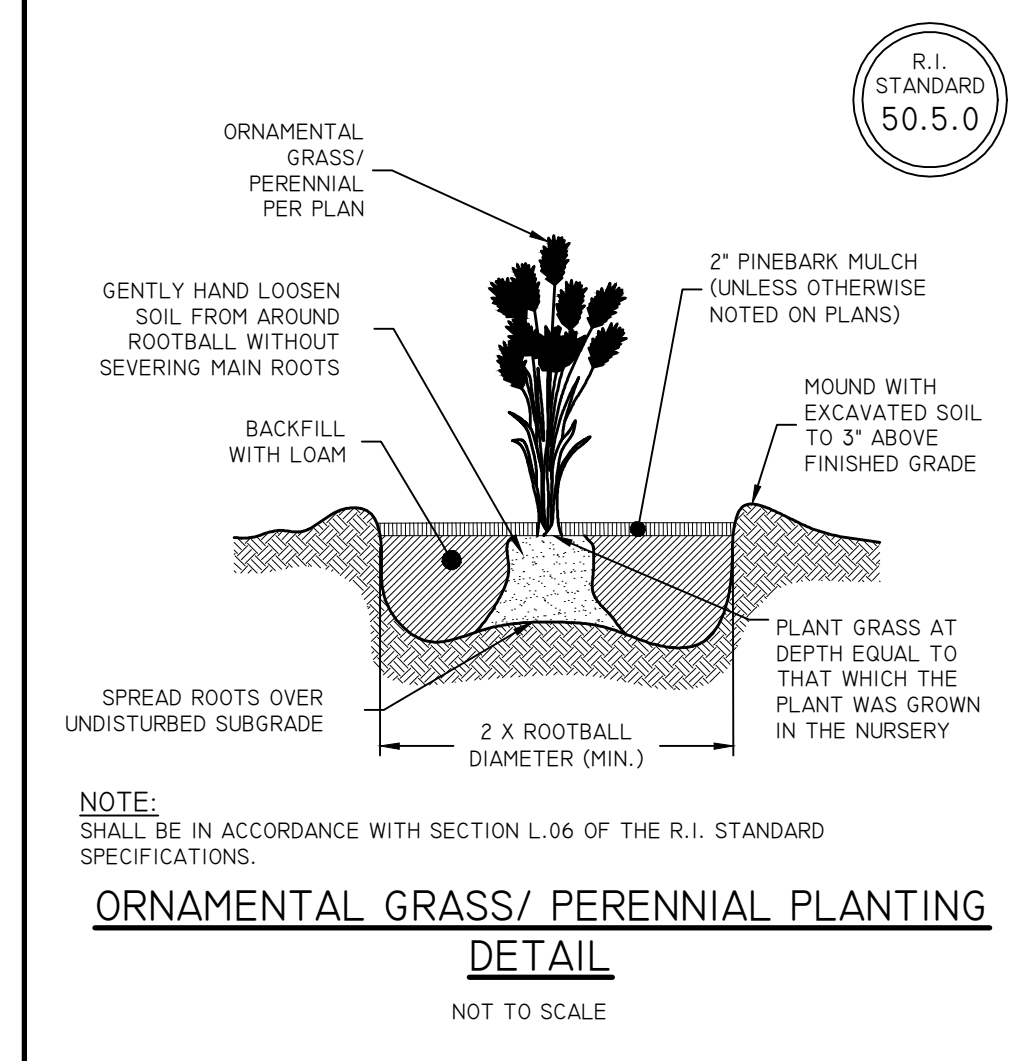 R.I.
STANDARD
50.5.0
ORNAMENTAL
GRASS/
PERENNIAL
PER PLAN
GENTLY HAND LOOSEN
SOIL FROM AROUND
ROOTBALL WITHOUT
SEVERING MAIN ROOTS
2" PINEBARK MULCH
(UNLESS OTHERWISE
NOTED ON PLANS)
MOUND WITH
EXCAVATED SOIL
TO 3" ABOVE
FINISHED GRADE
BACKFILL
WITH LOAM
PLANT GRASS AT
DEPTH EQUAL TO
THAT WHICH THE
PLANT WAS GROWN
IN THE NURSERY
SPREAD ROOTS OVER
UNDISTURBED SUBGRADE
2 X ROOTBALL
DIAMETER (MIN.)
NOTE:
SHALL BE IN ACCORDANCE WITH SECTION L.06 OF THE R.I. STANDARD
SPECIFICATIONS.
ORNAMENTAL GRASS/ PERENNIAL PLANTING
DETAIL
NOT TO SCALE